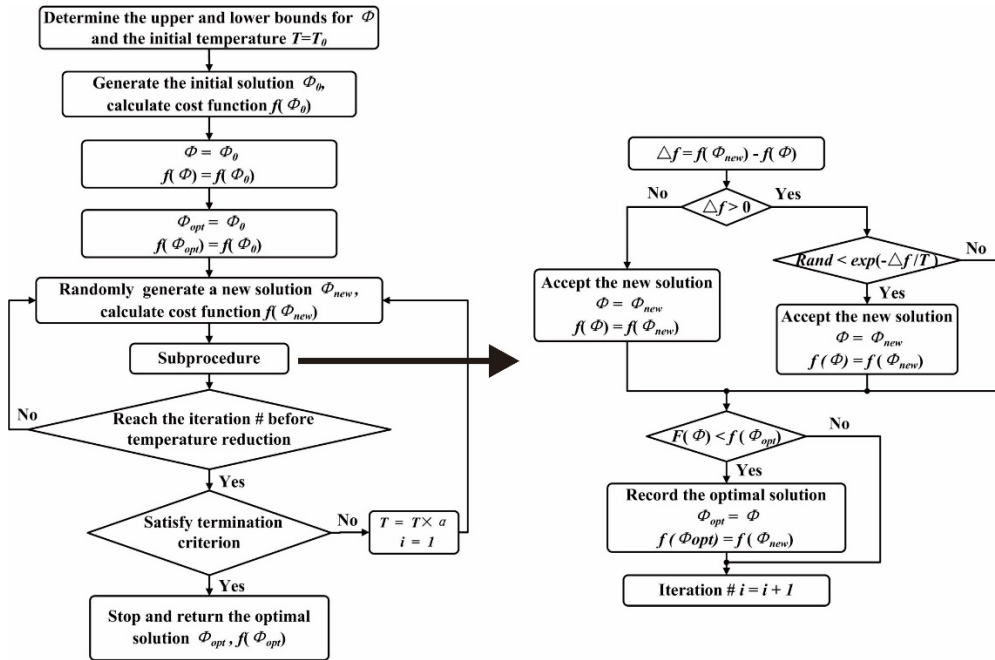 Determine the upper and lower bounds for Φ
and the initial temperature T=T₀
Generate the initial solution Φ₀,
calculate cost function f(Φ₀)
Φ = Φ₀
f(Φ) = f(Φ₀)
Φopt = Φ₀
f(Φopt) = f(Φ₀)
Randomly generate a new solution Φnew,
calculate cost function f(Φnew)
Subprocedure
No
Reach the iteration # before
temperature reduction
Yes
Satisfy termination
criterion
No
T = T× α
i = 1
Yes
Stop and return the optimal
solution Φopt, f(Φopt)
△f = f(Φnew) - f(Φ)
No
Yes
△f > 0
Rand < exp(-△f /T)
No
Yes
Accept the new solution
Φ = Φnew
f(Φ) = f(Φnew)
Accept the new solution
Φ = Φnew
f(Φ) = f(Φnew)
F(Φ) < f(Φopt)
No
Yes
Record the optimal solution
Φopt = Φ
f(Φopt) = f(Φnew)
Iteration # i = i + 1